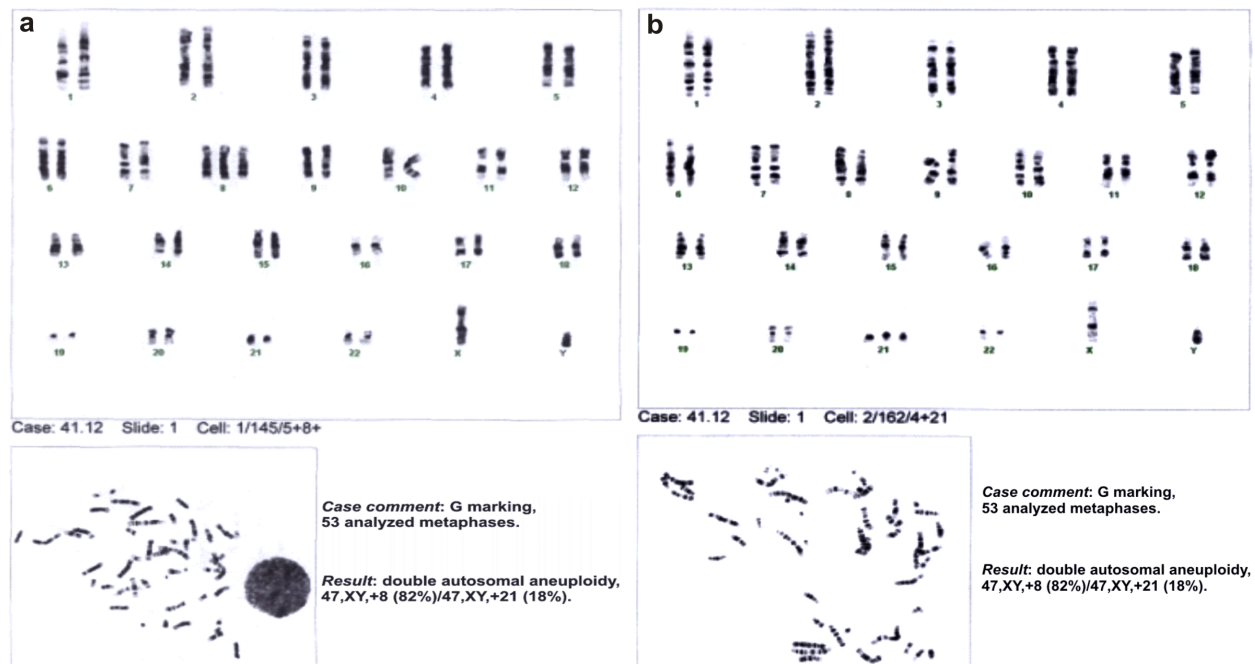 a
1 2 3 4 5
6 7 8 9 10 11 12
13 14 15 16 17 18
19 20 21 22 X Y
Case: 41.12 Slide: 1 Cell: 1/145/5+8+
Case comment: G marking,
53 analyzed metaphases.
Result: double autosomal aneuploidy,
47,XY,+8 (82%)/47,XY,+21 (18%).
b
1 2 3 4 5
6 7 8 9 10 11 12
13 14 15 16 17 18
19 20 21 22 X Y
Case: 41.12 Slide: 1 Cell: 2/162/4+21
Case comment: G marking,
53 analyzed metaphases.
Result: double autosomal aneuploidy,
47,XY,+8 (82%)/47,XY,+21 (18%).